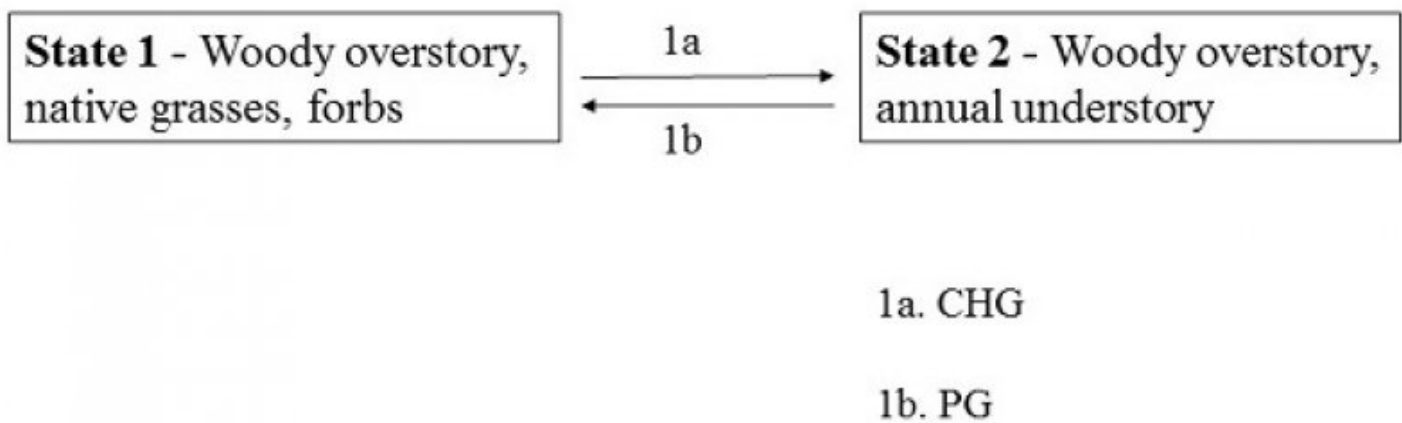 State 1 - Woody overstory,
native grasses, forbs
1a
1b
State 2 - Woody overstory,
annual understory
1a. CHG
1b. PG